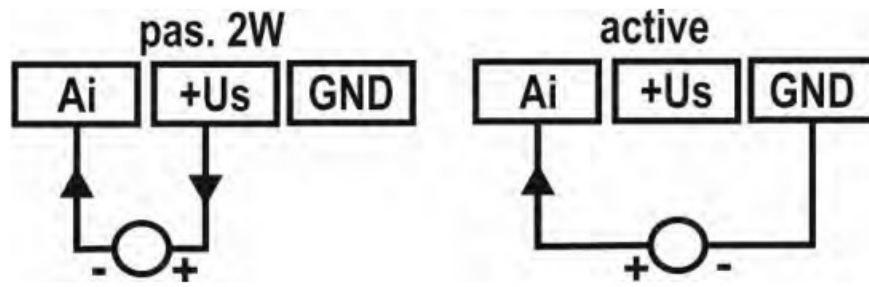 pas. 2W
Ai +Us GND
- +
active
Ai +Us GND
+ -